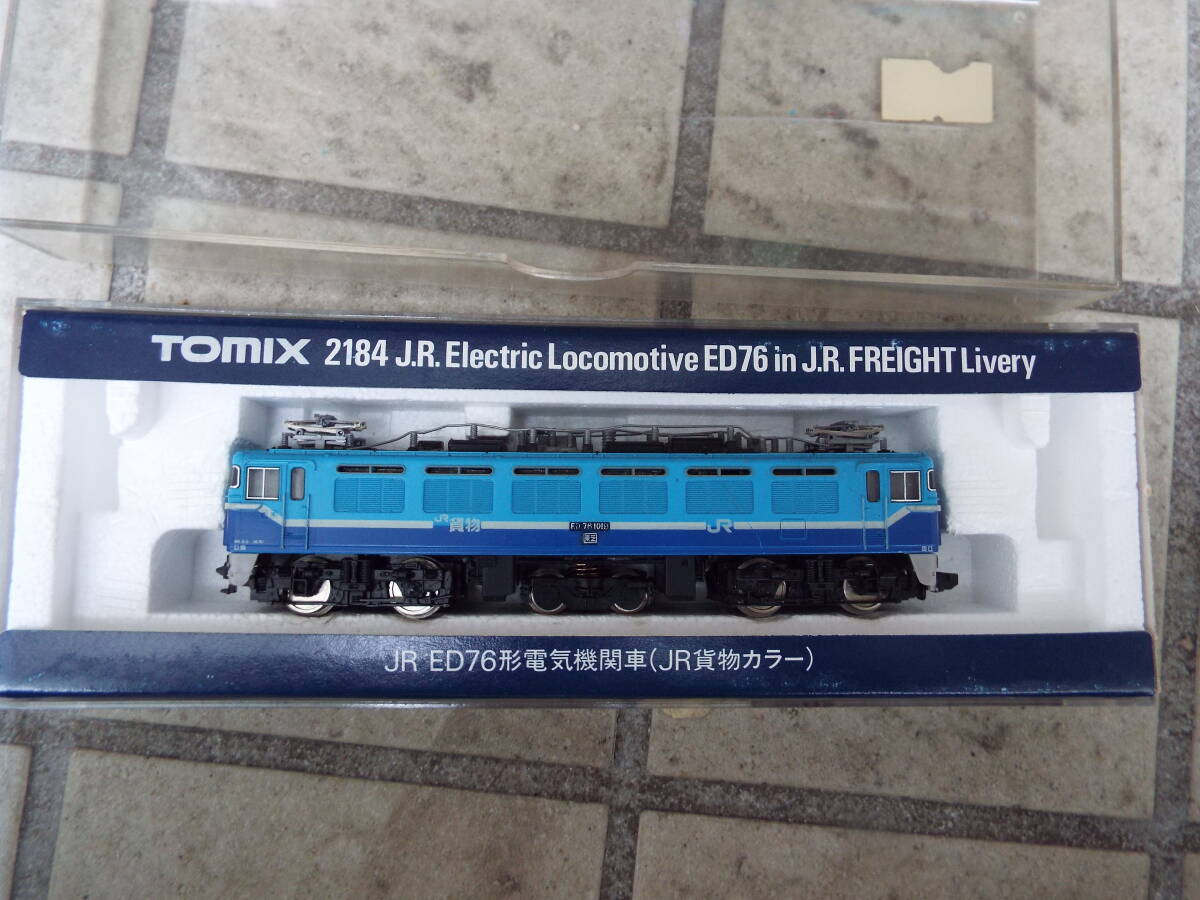 TOMIX 2184 J.R. Electric Locomotive ED76 in J.R. FREIGHT Livery
JR貨物
JR
JR ED76形電気機関車(JR貨物カラー)